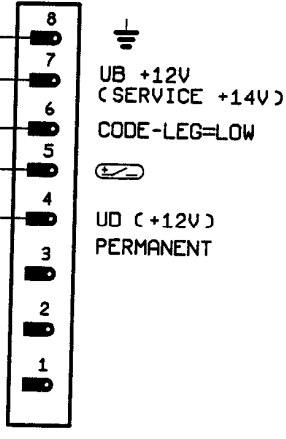 8
7
UB +12V
(SERVICE +14V)
6
CODE-LEG=LOW
5
4
UD (+12V)
PERMANENT
3
2
1